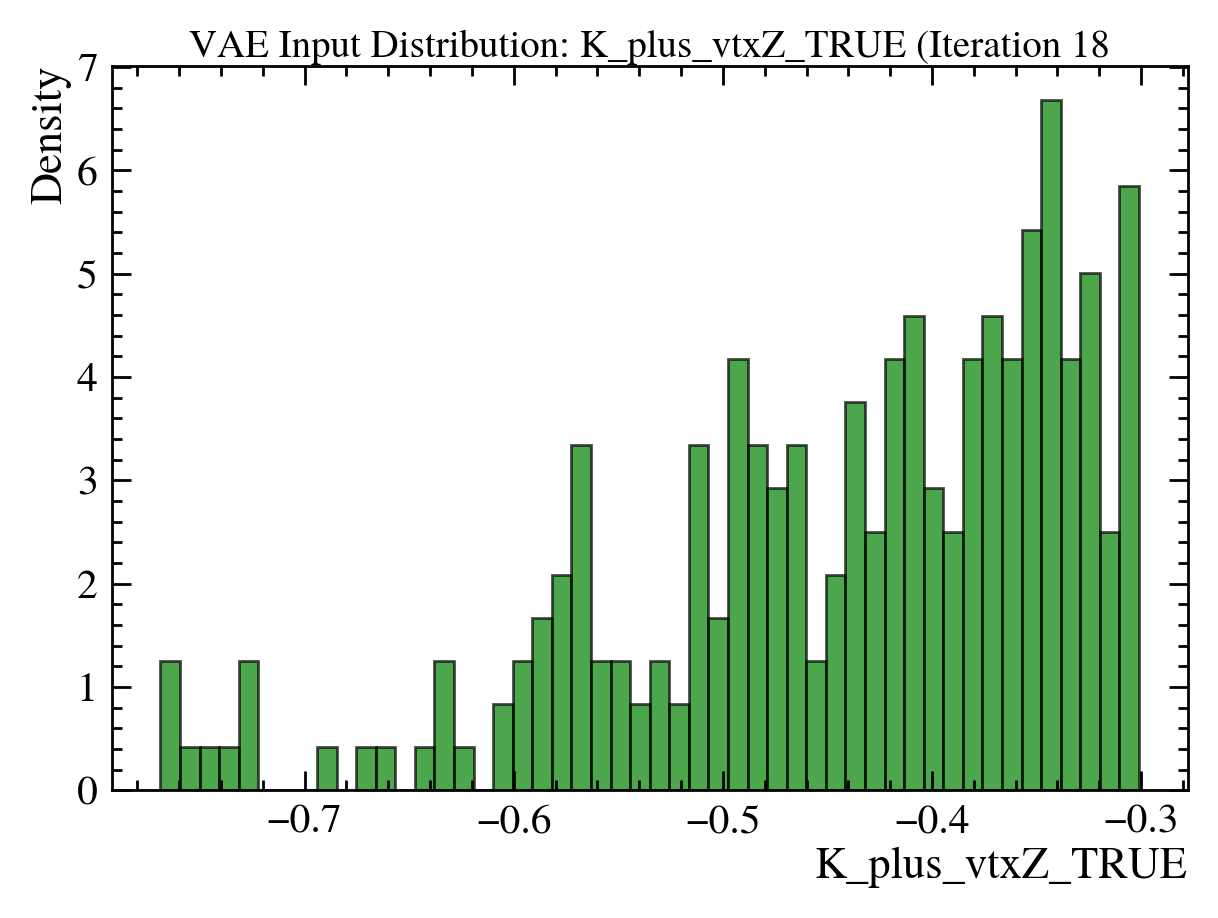 VAE Input Distribution: K_plus_vtxZ_TRUE (Iteration 18
Density
7
6
5
4
3
2
1
0
−0.7 −0.6 −0.5 −0.4 −0.3
K_plus_vtxZ_TRUE